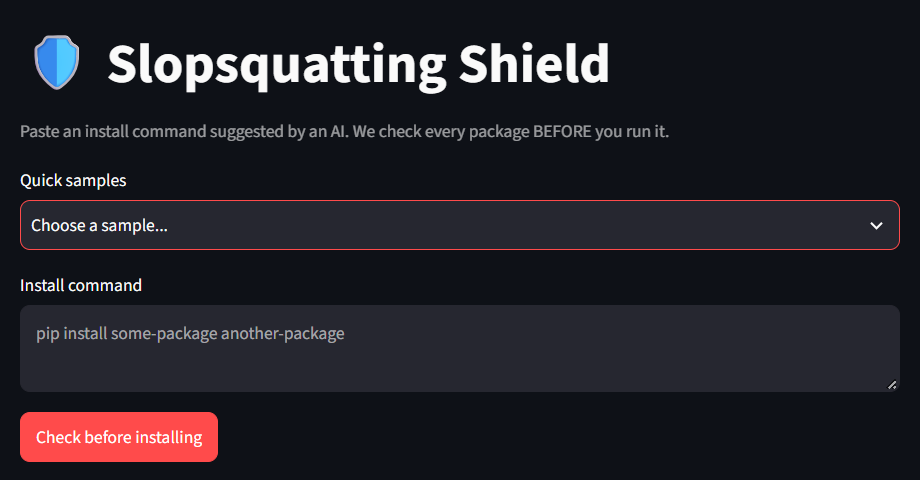 Slopsquatting Shield
Paste an install command suggested by an AI. We check every package BEFORE you run it.
Quick samples
Choose a sample...
Install command
pip install some-package another-package
Check before installing